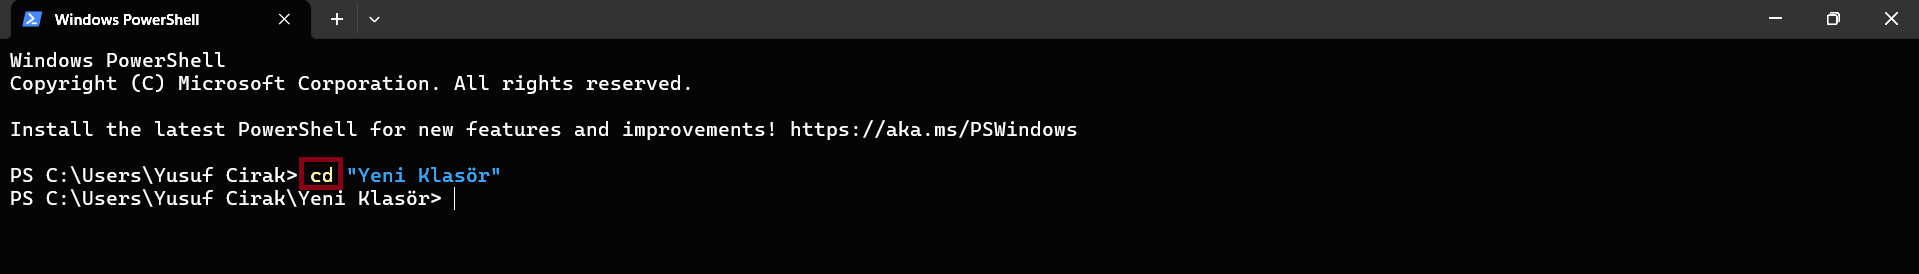 Windows PowerShell
Windows PowerShell
Copyright (C) Microsoft Corporation. All rights reserved.
Install the latest PowerShell for new features and improvements! https://aka.ms/PSWindows
PS C:\Users\Yusuf Cirak> cd "Yeni Klasör"
PS C:\Users\Yusuf Cirak\Yeni Klasör>